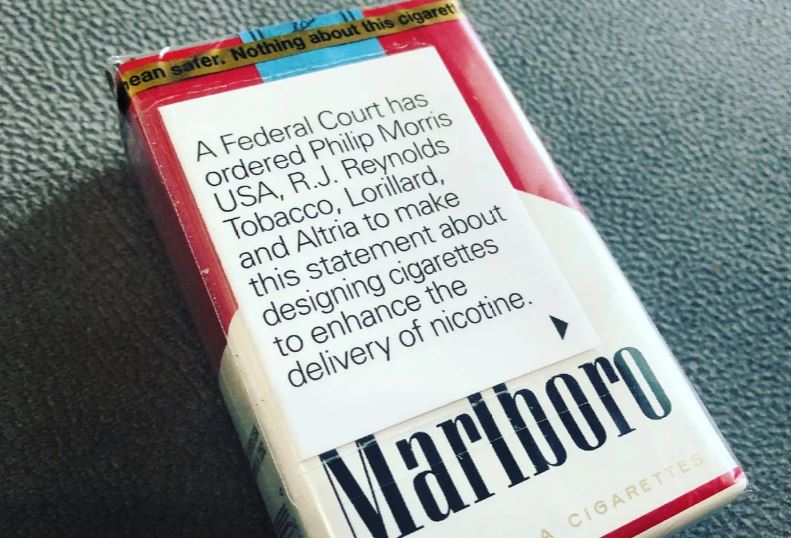 ean safer. Nothing about this cigaret
A Federal Court has
ordered Philip Morris
USA, R.J. Reynolds
Tobacco, Lorillard,
and Altria to make
this statement about
designing cigarettes
to enhance the
delivery of nicotine.
Marlboro
A CIGARETTES